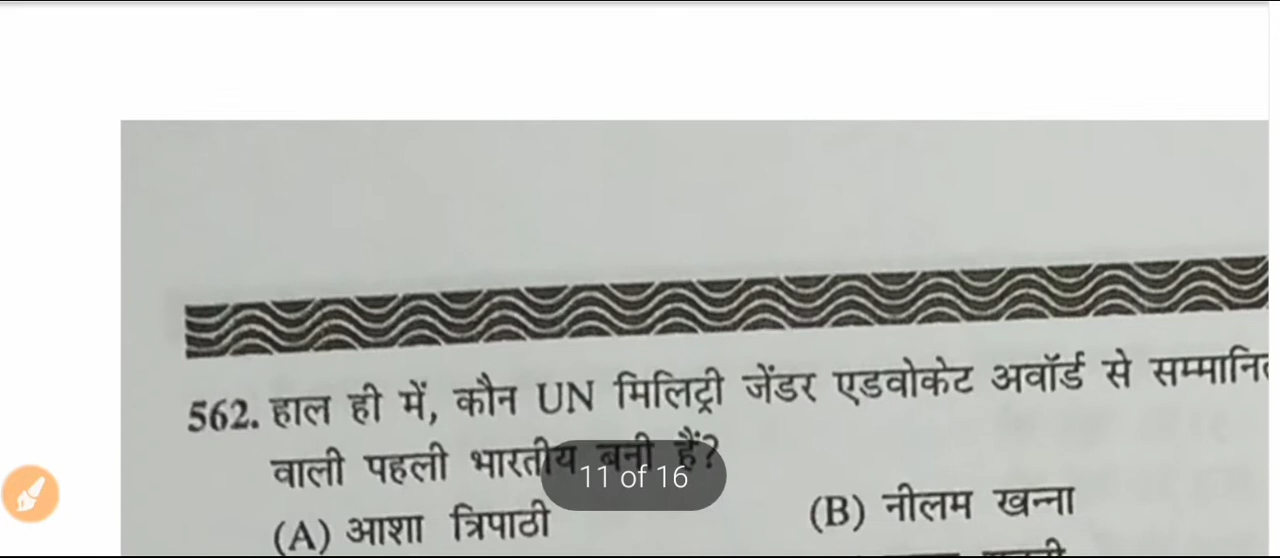 562. हाल ही में, कौन UN मिलिट्री जेंडर एडवोकेट अवॉर्ड से सम्मानित
वाली पहली भारतीय बनी हैं?
11 of 16
(A) आशा त्रिपाठी
(B) नीलम खन्ना